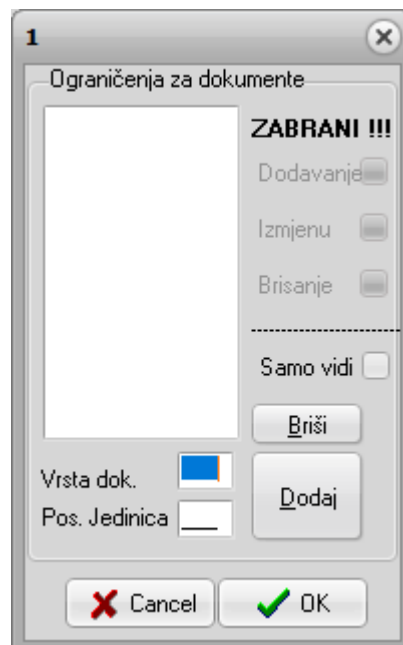 1
Ograničenja za dokumente
ZABRANI !!!
Dodavanje
Izmjenu
Brisanje
Samo vidi
Briši
Vrsta dok.
Pos. Jedinica
Dodaj
Cancel
OK